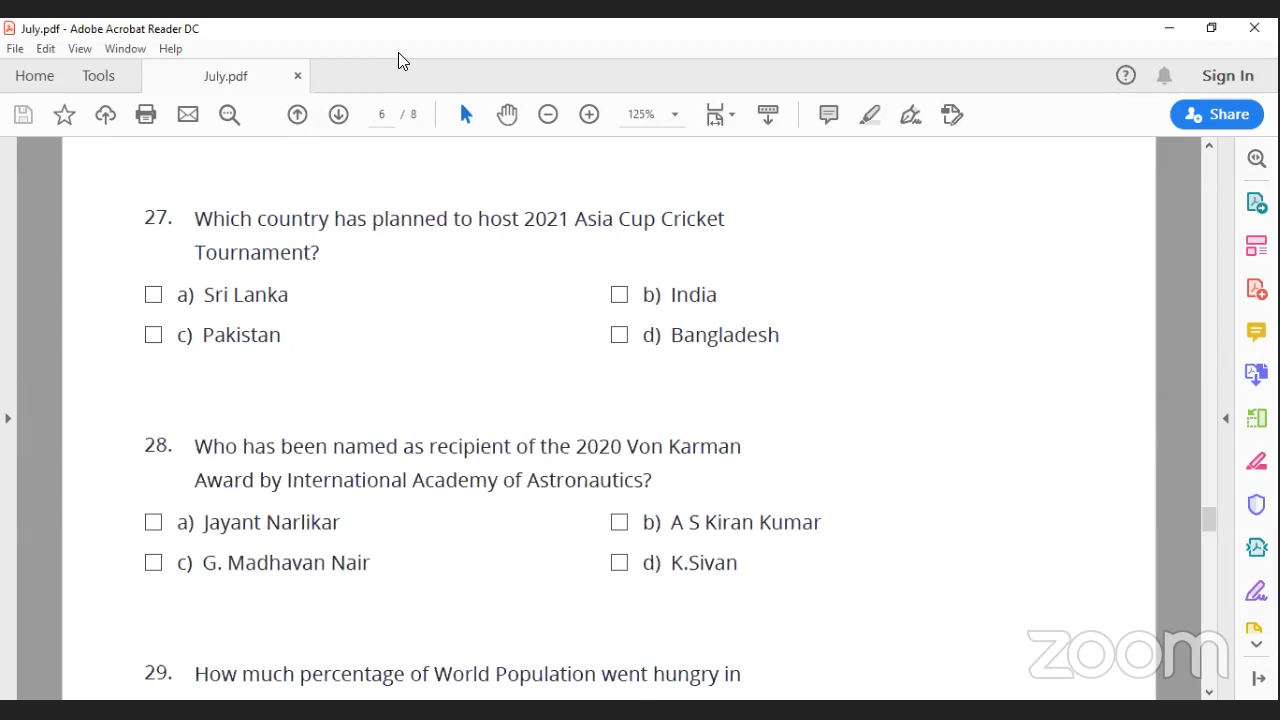 July.pdf - Adobe Acrobat Reader DC
File Edit View Window Help
Home Tools July.pdf × Sign In
6 / 8 125% Share
27. Which country has planned to host 2021 Asia Cup Cricket
Tournament?
a) Sri Lanka b) India
c) Pakistan d) Bangladesh
28. Who has been named as recipient of the 2020 Von Karman
Award by International Academy of Astronautics?
a) Jayant Narlikar b) A S Kiran Kumar
c) G. Madhavan Nair d) K.Sivan
29. How much percentage of World Population went hungry in
zoom